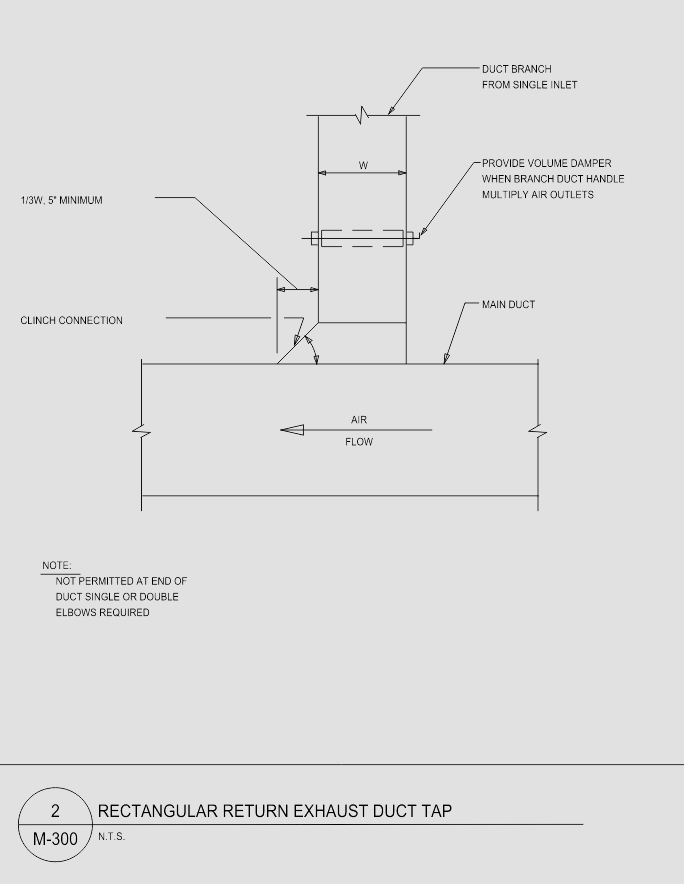 DUCT BRANCH
FROM SINGLE INLET
W
PROVIDE VOLUME DAMPER
WHEN BRANCH DUCT HANDLE
MULTIPLY AIR OUTLETS
1/3W, 5" MINIMUM
MAIN DUCT
CLINCH CONNECTION
AIR
FLOW
NOTE:
NOT PERMITTED AT END OF
DUCT SINGLE OR DOUBLE
ELBOWS REQUIRED
2
RECTANGULAR RETURN EXHAUST DUCT TAP
M-300
N.T.S.